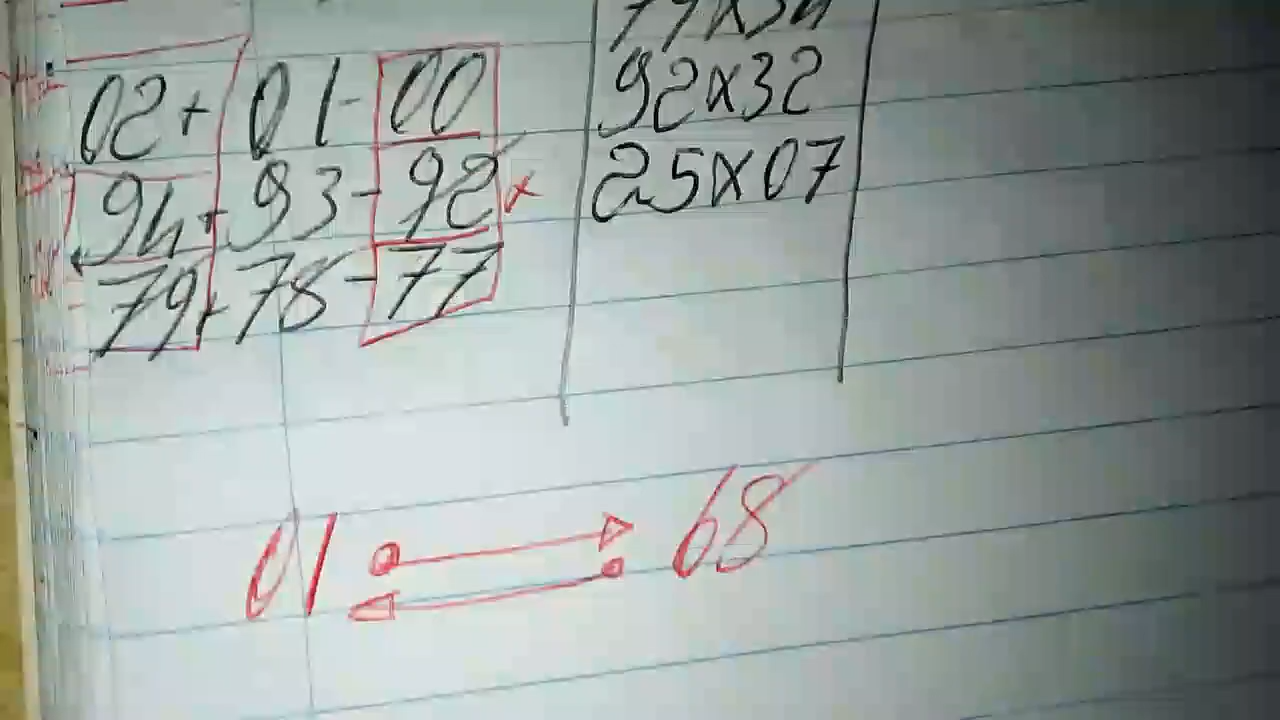 02+ 01- 00
94+ 93- 92 x
79+ 78- 77
92x32
25x07
01 68